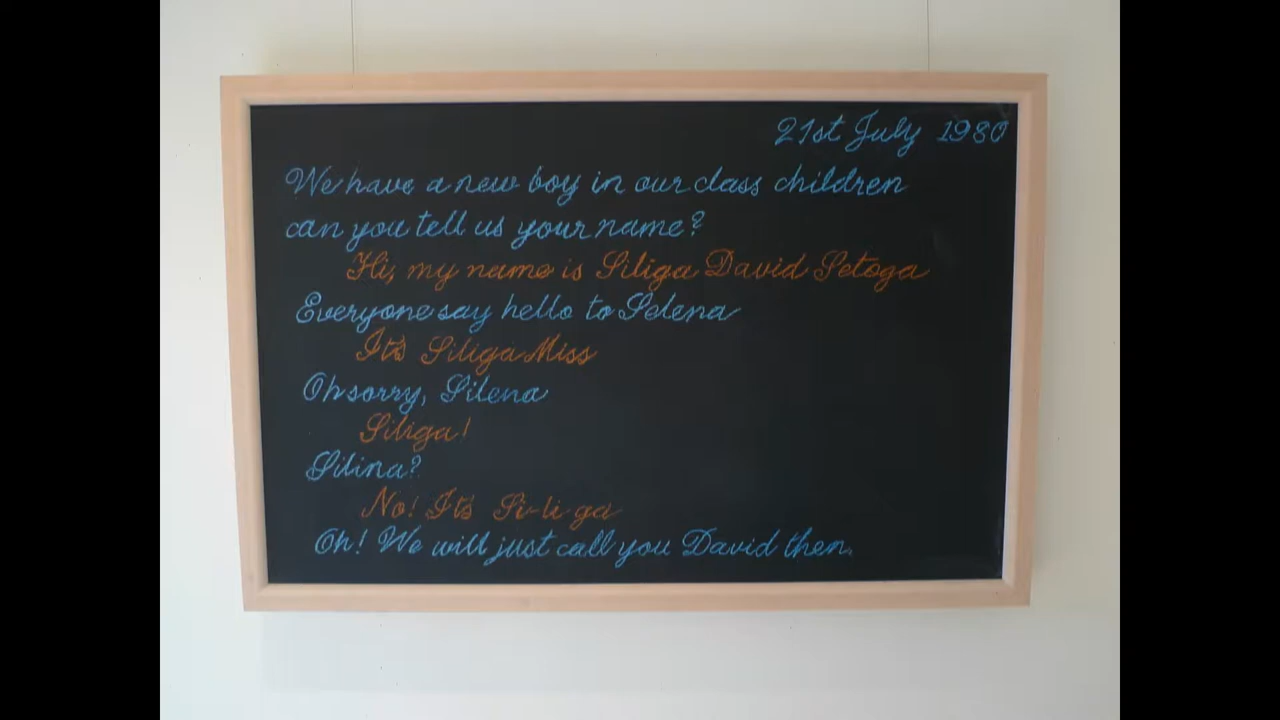 21st July 1980
We have a new boy in our class children
can you tell us your name?
Hi, my name is Siliga David Setoga
Everyone say hello to Selena
It's Siliga Miss
Oh sorry, Silena
Siliga!
Silina?
No! It's Si-li-ga
Oh! We will just call you David then.